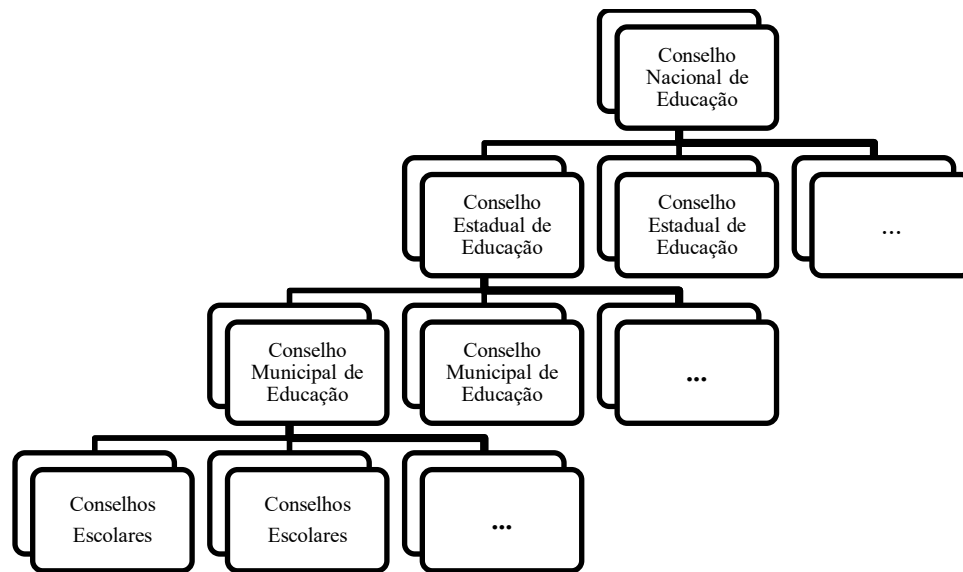 Conselho
Nacional de
Educação
Conselho
Estadual de
Educação
Conselho
Estadual de
Educação
...
Conselho
Municipal de
Educação
Conselho
Municipal de
Educação
...
Conselhos
Escolares
Conselhos
Escolares
...